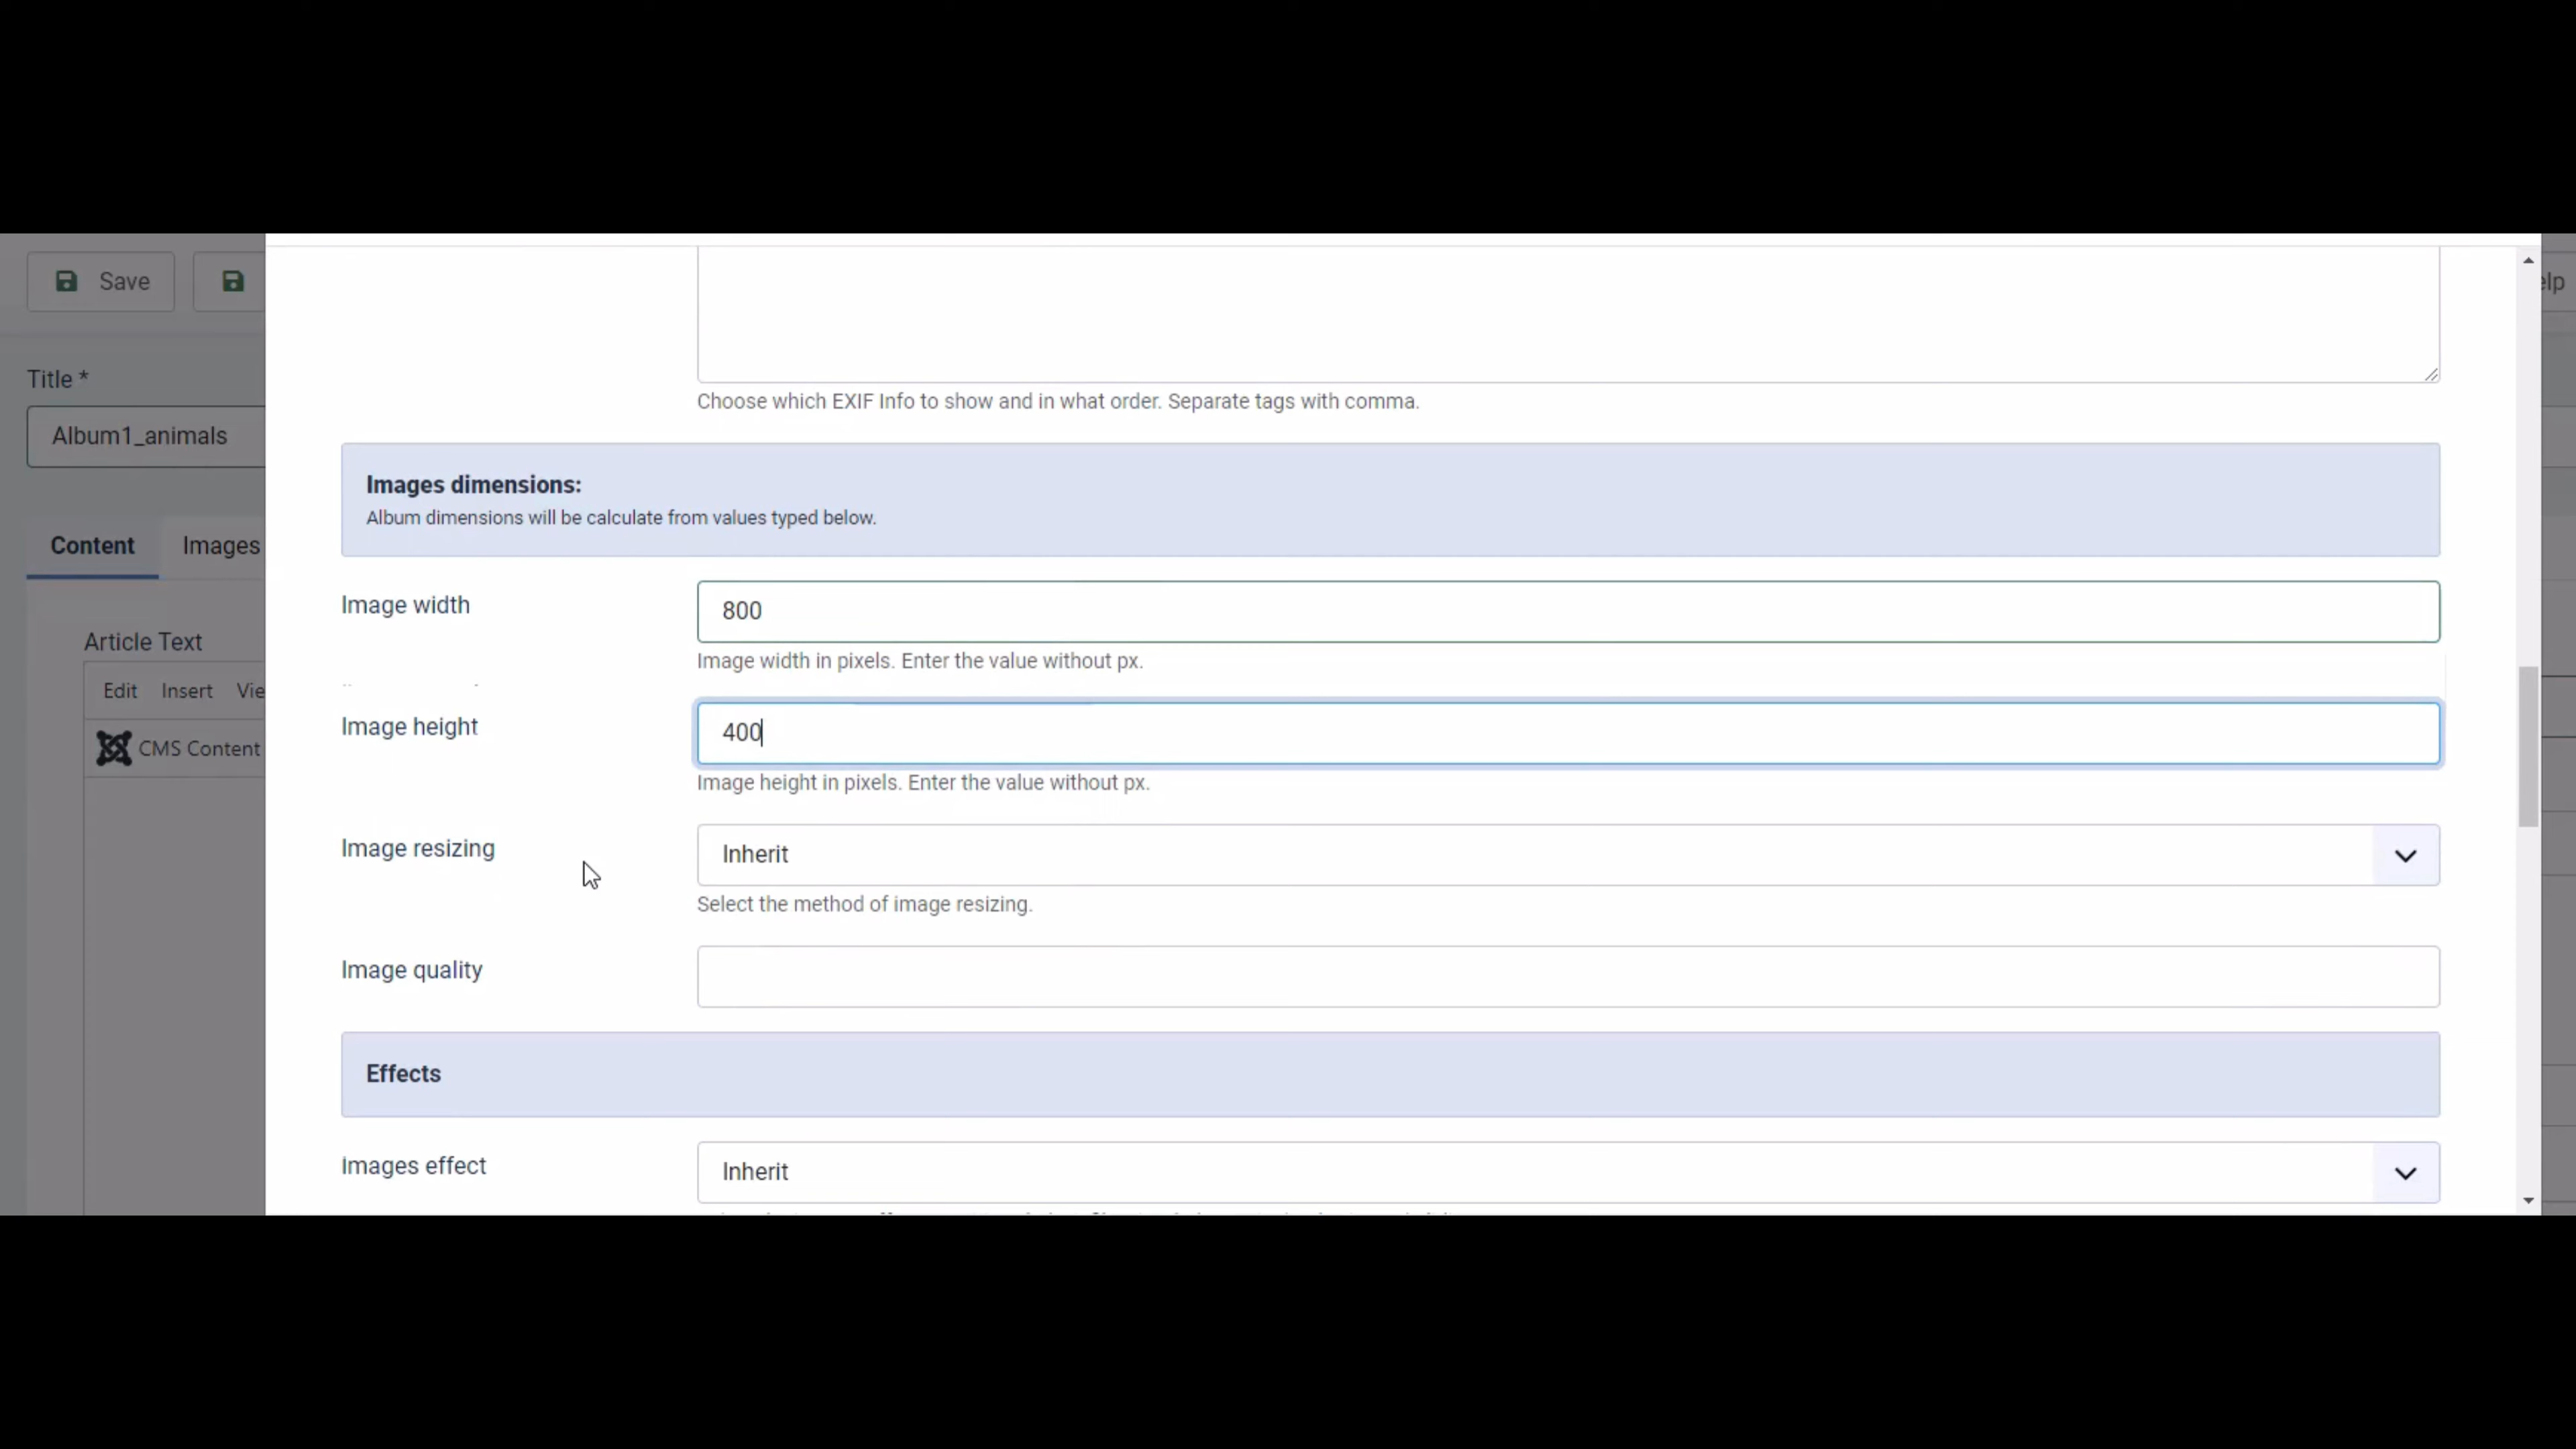 Save
elp
Title *
Album1_animals
Content
Images
Article Text
Edit Insert Vie
CMS Content
Choose which EXIF Info to show and in what order. Separate tags with comma.
Images dimensions:
Album dimensions will be calculate from values typed below.
Image width
800
Image width in pixels. Enter the value without px.
Image height
400
Image height in pixels. Enter the value without px.
Image resizing
Inherit
Select the method of image resizing.
Image quality
Effects
Images effect
Inherit